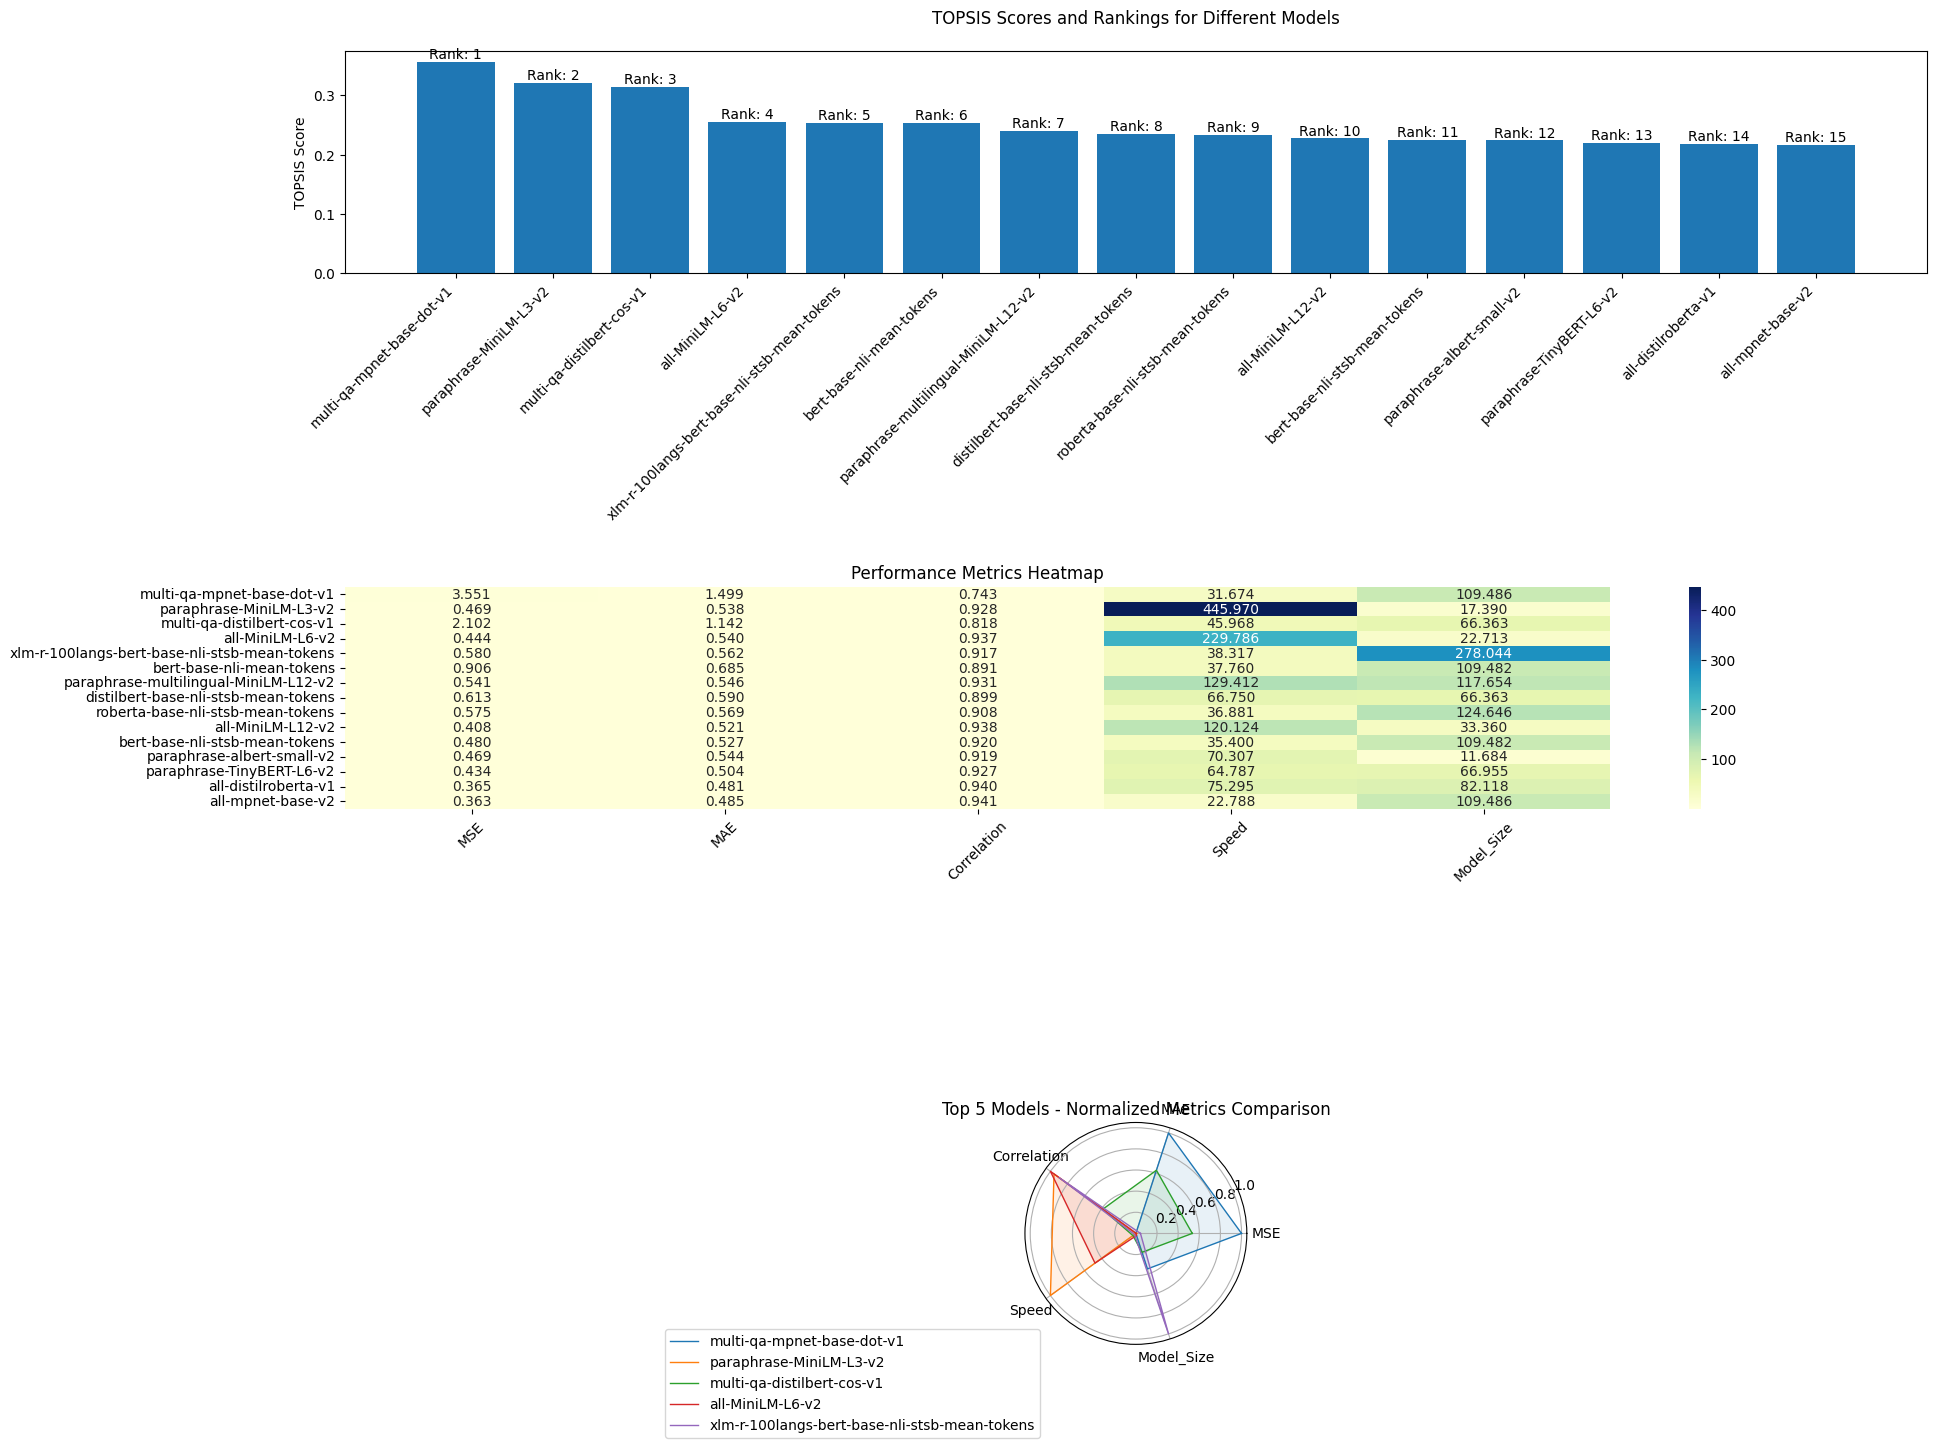 TOPSIS Scores and Rankings for Different Models
TOPSIS Score
0.3
0.2
0.1
0.0
Rank: 1
Rank: 2
Rank: 3
Rank: 4
Rank: 5
Rank: 6
Rank: 7
Rank: 8
Rank: 9
Rank: 10
Rank: 11
Rank: 12
Rank: 13
Rank: 14
Rank: 15
multi-qa-mpnet-base-dot-v1
paraphrase-MiniLM-L3-v2
multi-qa-distilbert-cos-v1
all-MiniLM-L6-v2
xlm-r-100langs-bert-base-nli-stsb-mean-tokens
bert-base-nli-mean-tokens
paraphrase-multilingual-MiniLM-L12-v2
distilbert-base-nli-stsb-mean-tokens
roberta-base-nli-stsb-mean-tokens
all-MiniLM-L12-v2
bert-base-nli-stsb-mean-tokens
paraphrase-albert-small-v2
paraphrase-TinyBERT-L6-v2
all-distilroberta-v1
all-mpnet-base-v2
Performance Metrics Heatmap
multi-qa-mpnet-base-dot-v1 3.551 1.499 0.743 31.674 109.486
paraphrase-MiniLM-L3-v2 0.469 0.538 0.928 445.970 17.390
multi-qa-distilbert-cos-v1 2.102 1.142 0.818 45.968 66.363
all-MiniLM-L6-v2 0.444 0.540 0.937 229.786 22.713
xlm-r-100langs-bert-base-nli-stsb-mean-tokens 0.580 0.562 0.917 38.317 278.044
bert-base-nli-mean-tokens 0.906 0.685 0.891 37.760 109.482
paraphrase-multilingual-MiniLM-L12-v2 0.541 0.546 0.931 129.412 117.654
distilbert-base-nli-stsb-mean-tokens 0.613 0.590 0.899 66.750 66.363
roberta-base-nli-stsb-mean-tokens 0.575 0.569 0.908 36.881 124.646
all-MiniLM-L12-v2 0.408 0.521 0.938 120.124 33.360
bert-base-nli-stsb-mean-tokens 0.480 0.527 0.920 35.400 109.482
paraphrase-albert-small-v2 0.469 0.544 0.919 70.307 11.684
paraphrase-TinyBERT-L6-v2 0.434 0.504 0.927 64.787 66.955
all-distilroberta-v1 0.365 0.481 0.940 75.295 82.118
all-mpnet-base-v2 0.363 0.485 0.941 22.788 109.486
MSE
MAE
Correlation
Speed
Model_Size
400
300
200
100
Top 5 Models - Normalized Metrics Comparison
MAE
Correlation
1.0
0.8
0.6
0.4
0.2
MSE
Speed
Model_Size
multi-qa-mpnet-base-dot-v1
paraphrase-MiniLM-L3-v2
multi-qa-distilbert-cos-v1
all-MiniLM-L6-v2
xlm-r-100langs-bert-base-nli-stsb-mean-tokens